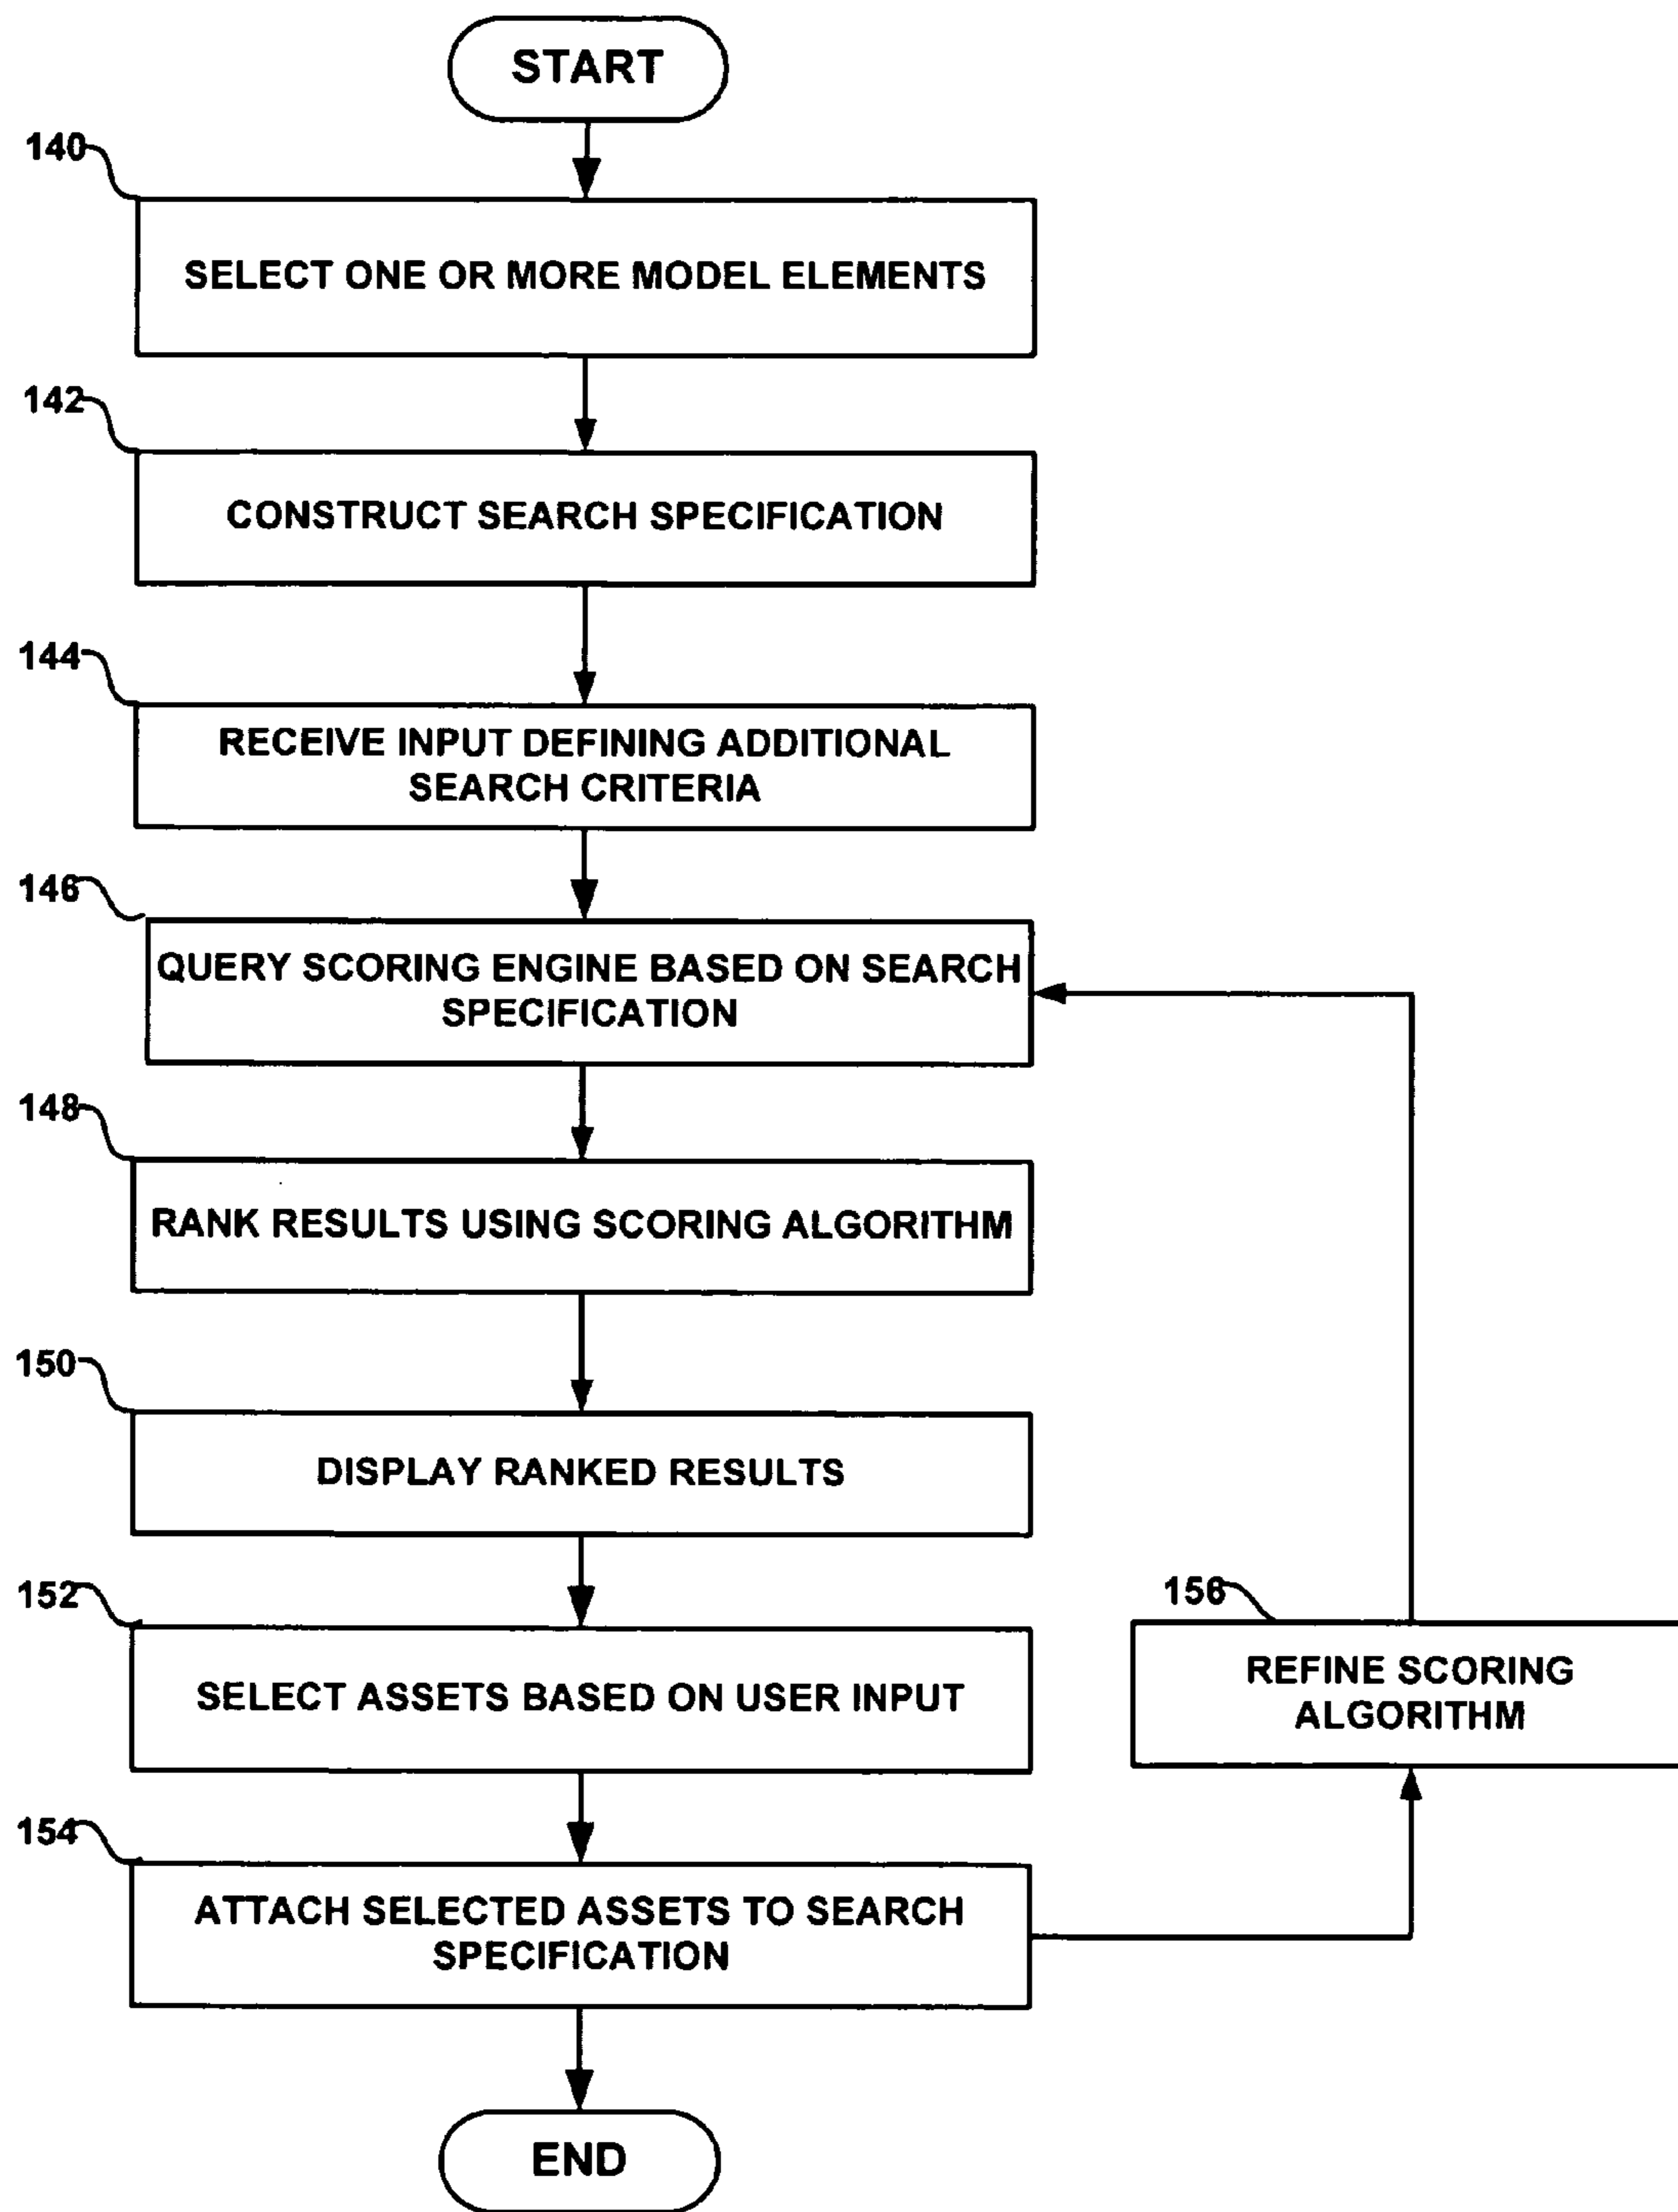 START
140
SELECT ONE OR MORE MODEL ELEMENTS
142
CONSTRUCT SEARCH SPECIFICATION
144
RECEIVE INPUT DEFINING ADDITIONAL
SEARCH CRITERIA
146
QUERY SCORING ENGINE BASED ON SEARCH
SPECIFICATION
148
RANK RESULTS USING SCORING ALGORITHM
150
DISPLAY RANKED RESULTS
152
SELECT ASSETS BASED ON USER INPUT
156
REFINE SCORING
ALGORITHM
154
ATTACH SELECTED ASSETS TO SEARCH
SPECIFICATION
END